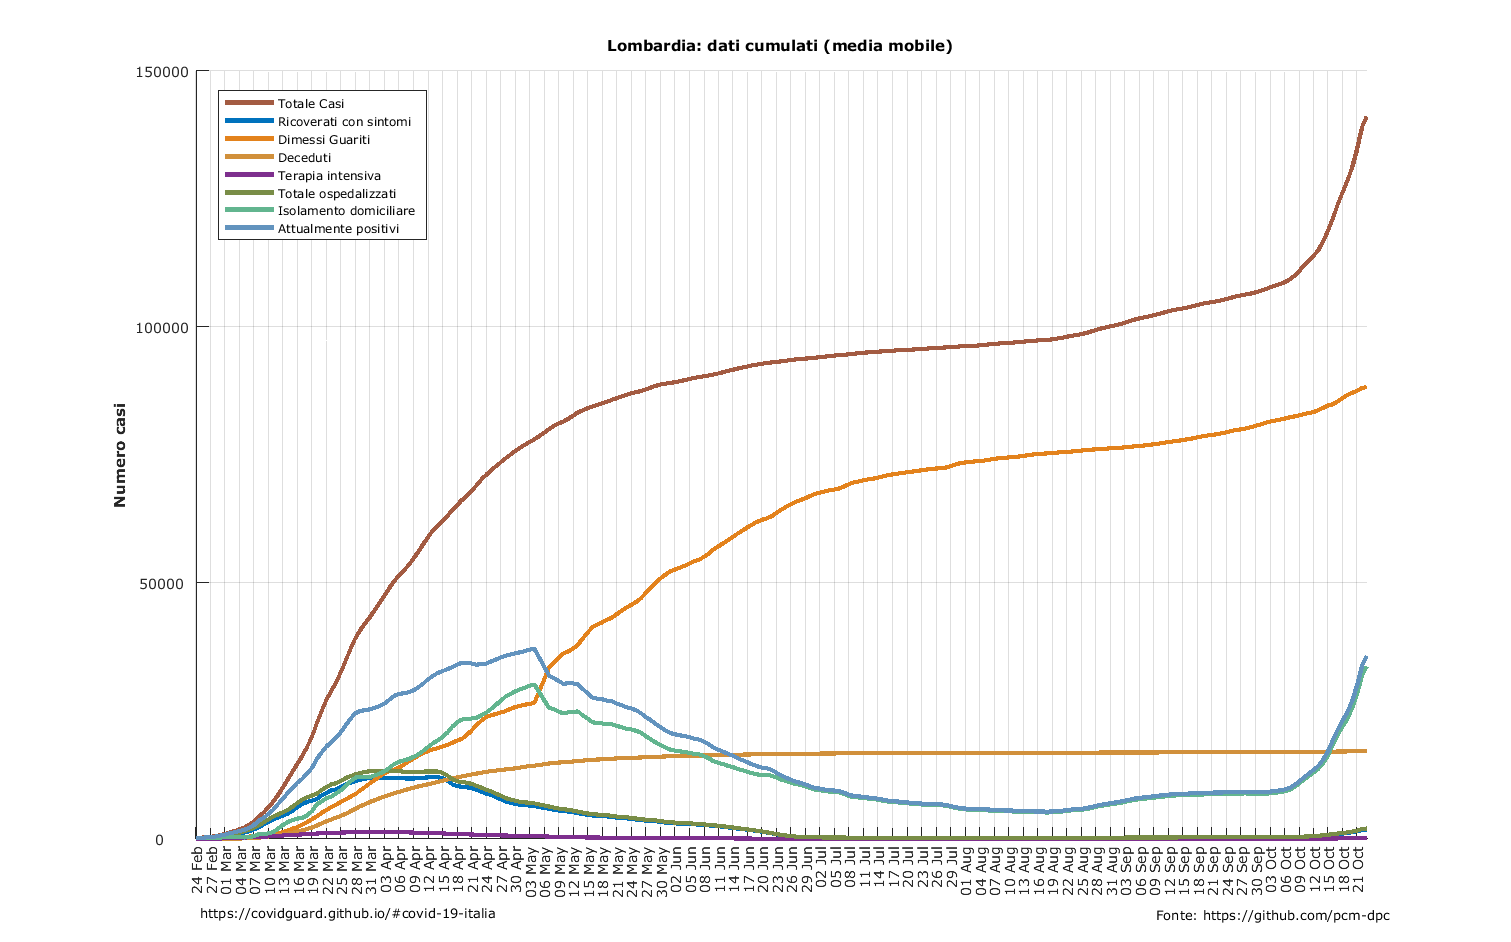 Lombardia: dati cumulati (media mobile)
150000
100000
50000
0
Numero casi
Totale Casi
Ricoverati con sintomi
Dimessi Guariti
Deceduti
Terapia intensiva
Totale ospedalizzati
Isolamento domiciliare
Attualmente positivi
24 Feb
27 Feb
01 Mar
04 Mar
07 Mar
10 Mar
13 Mar
16 Mar
19 Mar
22 Mar
25 Mar
28 Mar
31 Mar
03 Apr
06 Apr
09 Apr
12 Apr
15 Apr
18 Apr
21 Apr
24 Apr
27 Apr
30 Apr
03 May
06 May
09 May
12 May
15 May
18 May
21 May
24 May
27 May
30 May
02 Jun
05 Jun
08 Jun
11 Jun
14 Jun
17 Jun
20 Jun
23 Jun
26 Jun
29 Jun
02 Jul
05 Jul
08 Jul
11 Jul
14 Jul
17 Jul
20 Jul
23 Jul
26 Jul
29 Jul
01 Aug
04 Aug
07 Aug
10 Aug
13 Aug
16 Aug
19 Aug
22 Aug
25 Aug
28 Aug
31 Aug
03 Sep
06 Sep
09 Sep
12 Sep
15 Sep
18 Sep
21 Sep
24 Sep
27 Sep
30 Sep
03 Oct
06 Oct
09 Oct
12 Oct
15 Oct
18 Oct
21 Oct
https://covidguard.github.io/#covid-19-italia
Fonte: https://github.com/pcm-dpc